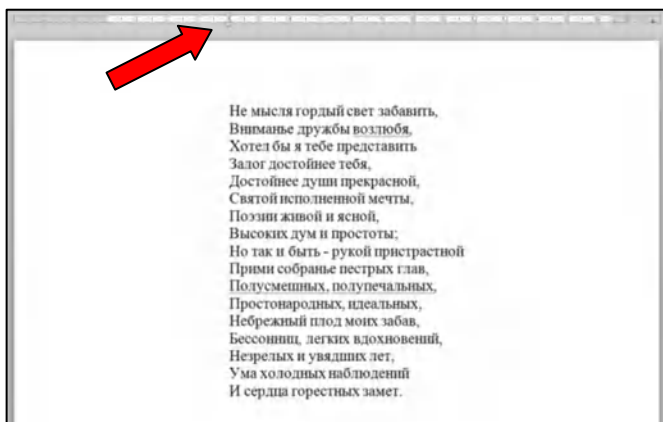 Не мысля гордый свет забавить,
Вниманье дружбы возлюбя,
Хотел бы я тебе представить
Залог достойнее тебя,
Достойнее души прекрасной,
Святой исполненной мечты,
Поэзии живой и ясной,
Высоких дум и простоты;
Но так и быть - рукой пристрастной
Прими собранье пестрых глав,
Полусмешных, полупечальных,
Простонародных, идеальных,
Небрежный плод моих забав,
Бессонниц, легких вдохновений,
Незрелых и увядших лет,
Ума холодных наблюдений
И сердца горестных замет.